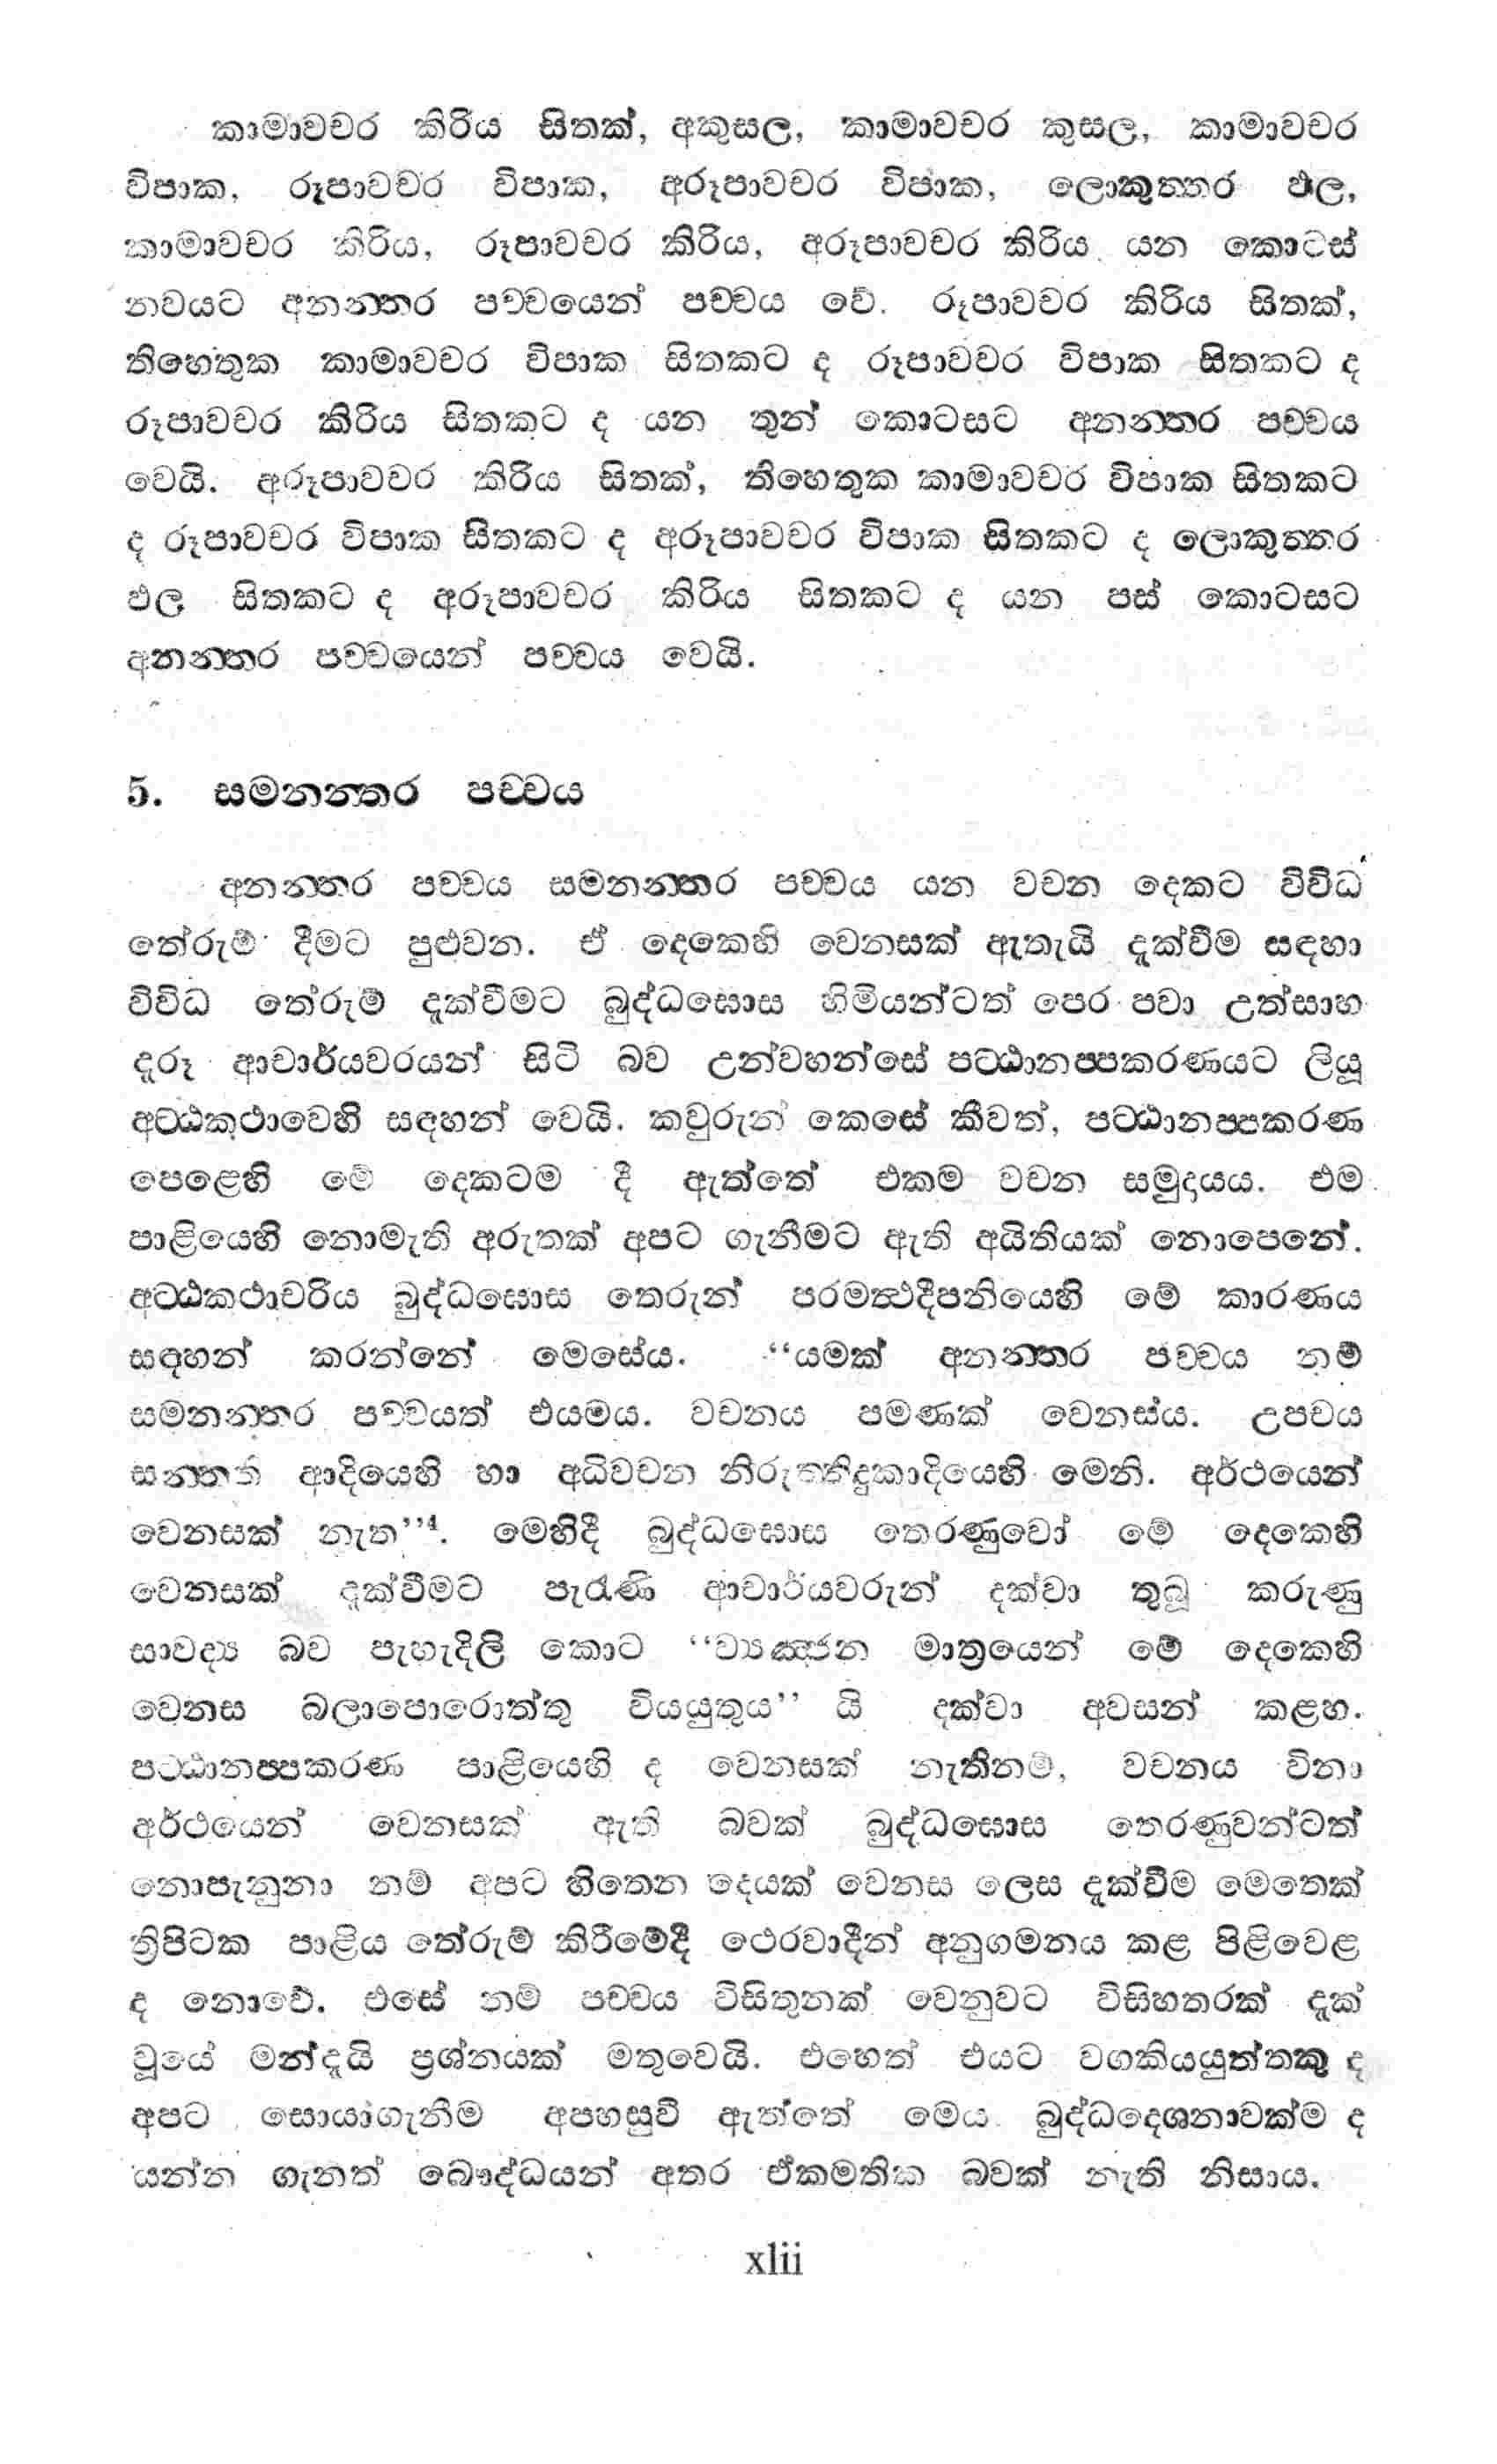 කාමාවචර කිරිය සිතක්, අකුසල, කාමාවචර කුසල, කාමාවචර
විපාක, රූපාවචර විපාක, අරූපාවචර විපාක, ලොකුත්‍තර ඵල,
කාමාවචර කිරිය, රූපාවචර කිරිය, අරූපාවචර කිරිය යන කොටස්
නවයට අනන්‍තර පච්චයෙන් පච්චය වේ. රූපාවචර කිරිය සිතක්,
තිහෙතුක කාමාවචර විපාක සිතකට ද රූපාවචර විපාක සිතකට ද
රූපාවචර කිරිය සිතකට ද යන තුන් කොටසට අනන්‍තර පච්චය
වෙයි. අරූපාවචර කිරිය සිතක්, තිහෙතුක කාමාවචර විපාක සිතකට
ද රූපාවචර විපාක සිතකට ද අරූපාවචර විපාක සිතකට ද ලොකුත්‍තර
ඵල සිතකට ද අරූපාවචර කිරිය සිතකට ද යන පස් කොටසට
අනන්‍තර පච්චයෙන් පච්චය වෙයි.
5. සමනන්‍තර පච්චය
අනන්‍තර පච්චය සමනන්‍තර පච්චය යන වචන දෙකට විවිධ
තේරුම් දීමට පුළුවන. ඒ දෙකෙහි වෙනසක් ඇතැයි දැක්වීම සඳහා
විවිධ තේරුම් දැක්වීමට බුද්ධඝොස හිමියන්ටත් පෙර පවා උත්සාහ
දැරූ ආචාර්යවරයන් සිටි බව උන්වහන්සේ පට්ඨානප්පකරණයට ලියූ
අට්ඨකථාවෙහි සඳහන් වෙයි. කවුරුන් කෙසේ කීවත්, පට්ඨානප්පකරණ
පෙළෙහි මේ දෙකටම දී ඇත්තේ එකම වචන සමුදායය. එම
පාළියෙහි නොමැති අරුතක් අපට ගැනීමට ඇති අයිතියක් නොපෙනේ.
අට්ඨකථාචරිය බුද්ධඝොස තෙරුන් පරමත්‍ථදීපනියෙහි මේ කාරණය
සඳහන් කරන්නේ මෙසේය. “යමක් අනන්‍තර පච්චය නම්
සමනන්‍තර පච්චයත් එයමය. වචනය පමණක් වෙනස්ය. උපචය
සන්‍තති ආදියෙහි හා අධිවචන නිරුත්‍තිදුකාදියෙහි මෙනි. අර්ථයෙන්
වෙනසක් නැත”⁴. මෙහිදී බුද්ධඝොස තෙරණුවෝ මේ දෙකෙහි
වෙනසක් දැක්වීමට පැරැණි ආචාර්යවරුන් දක්වා තුබූ කරුණු
සාවද්‍ය බව පැහැදිලි කොට “ව්‍යඤ්ජන මාත්‍රයෙන් මේ දෙකෙහි
වෙනස බලාපොරොත්තු වියයුතුය” යි දක්වා අවසන් කළහ.
පට්ඨානප්පකරණ පාළියෙහි ද වෙනසක් නැතිනම්, වචනය විනා
අර්ථයෙන් වෙනසක් ඇති බවක් බුද්ධඝොස තෙරණුවන්ටත්
නොපැනුනා නම් අපට හිතෙන දෙයක් වෙනස ලෙස දැක්වීම මෙතෙක්
ත්‍රිපිටක පාළිය තේරුම් කිරීමේදී ථෙරවාදීන් අනුගමනය කළ පිළිවෙළ
ද නොවේ. එසේ නම් පච්චය විසිතුනක් වෙනුවට විසිහතරක් දැක්
වූයේ මන්දැයි ප්‍රශ්නයක් මතුවෙයි. එහෙත් එයට වගකියයුත්තකු ද
අපට සොයාගැනීම අපහසුවී ඇත්තේ මෙය බුද්ධදෙශනාවක්ම ද
යන්න ගැනත් බෞද්ධයන් අතර ඒකමතික බවක් නැති නිසාය.
xlii